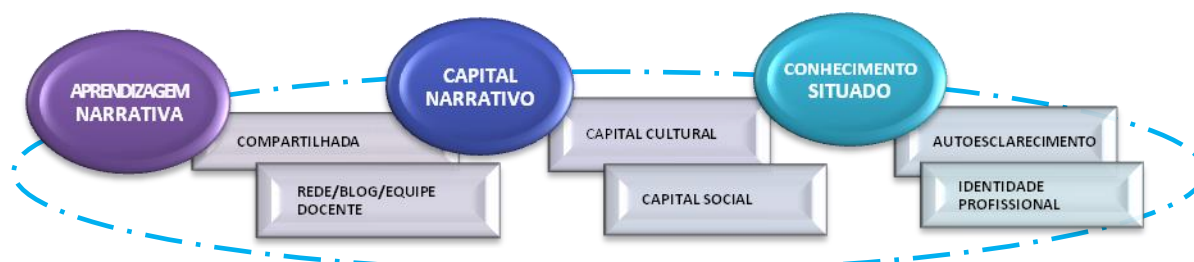 APRENDIZAGEM
NARRATIVA
COMPARTILHADA
REDE/BLOG/EQUIPE
DOCENTE
CAPITAL
NARRATIVO
CAPITAL CULTURAL
CAPITAL SOCIAL
CONHECIMENTO
SITUADO
AUTOESCLARECIMENTO
IDENTIDADE
PROFISSIONAL